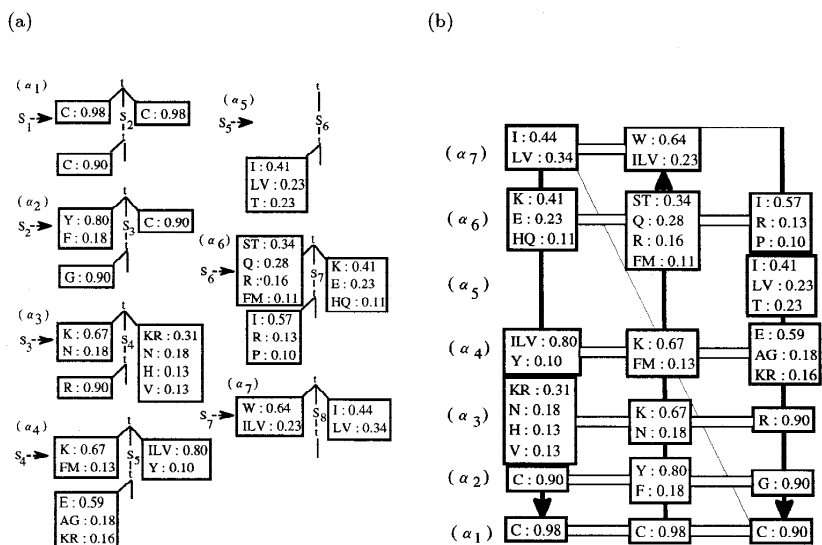 (a)
(α1)
S1
t
C : 0.98
S2
C : 0.98
C : 0.90
(α2)
S2
t
Y : 0.80
F : 0.18
S3
C : 0.90
G : 0.90
(α3)
S3
t
K : 0.67
N : 0.18
S4
KR : 0.31
N : 0.18
H : 0.13
V : 0.13
R : 0.90
(α4)
S4
t
K : 0.67
FM : 0.13
S5
ILV : 0.80
Y : 0.10
E : 0.59
AG : 0.18
KR : 0.16
(α5)
S5
t
S6
I : 0.41
LV : 0.23
T : 0.23
(α6)
S6
t
ST : 0.34
Q : 0.28
R : 0.16
FM : 0.11
S7
K : 0.41
E : 0.23
HQ : 0.11
I : 0.57
R : 0.13
P : 0.10
(α7)
S7
t
W : 0.64
ILV : 0.23
S8
I : 0.44
LV : 0.34
(b)
(α7)
I : 0.44
LV : 0.34
W : 0.64
ILV : 0.23
(α6)
K : 0.41
E : 0.23
HQ : 0.11
ST : 0.34
Q : 0.28
R : 0.16
FM : 0.11
I : 0.57
R : 0.13
P : 0.10
(α5)
I : 0.41
LV : 0.23
T : 0.23
(α4)
ILV : 0.80
Y : 0.10
K : 0.67
FM : 0.13
E : 0.59
AG : 0.18
KR : 0.16
(α3)
KR : 0.31
N : 0.18
H : 0.13
V : 0.13
K : 0.67
N : 0.18
R : 0.90
(α2)
C : 0.90
Y : 0.80
F : 0.18
G : 0.90
(α1)
C : 0.98
C : 0.98
C : 0.90